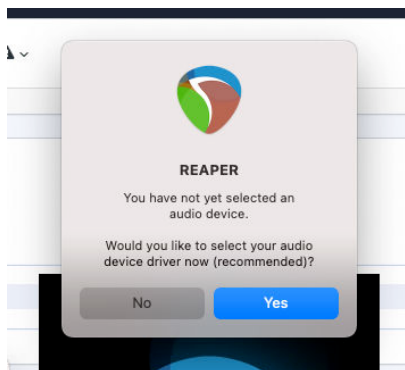 REAPER
You have not yet selected an
audio device.
Would you like to select your audio
device driver now (recommended)?
No
Yes